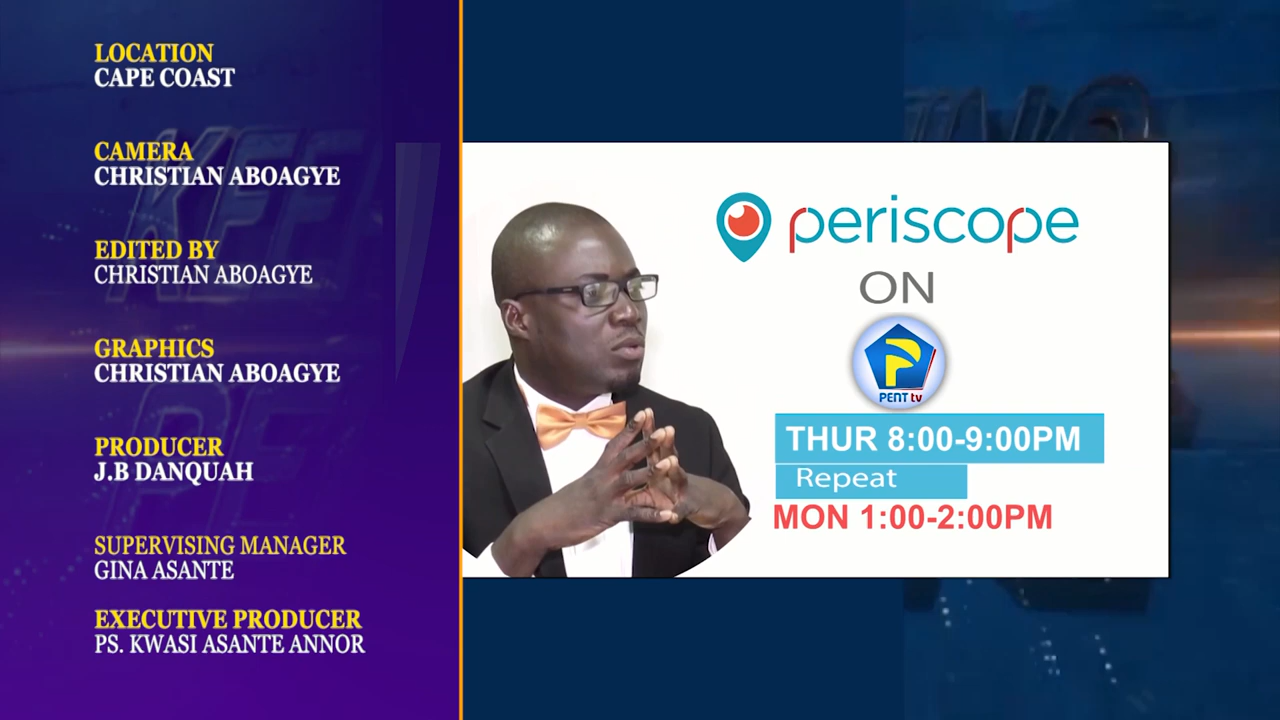 LOCATION
CAPE COAST
CAMERA
CHRISTIAN ABOAGYE
EDITED BY
CHRISTIAN ABOAGYE
GRAPHICS
CHRISTIAN ABOAGYE
PRODUCER
J.B DANQUAH
SUPERVISING MANAGER
GINA ASANTE
EXECUTIVE PRODUCER
PS. KWASI ASANTE ANNOR
periscope
ON
P
PENT tv
THUR 8:00-9:00PM
Repeat
MON 1:00-2:00PM